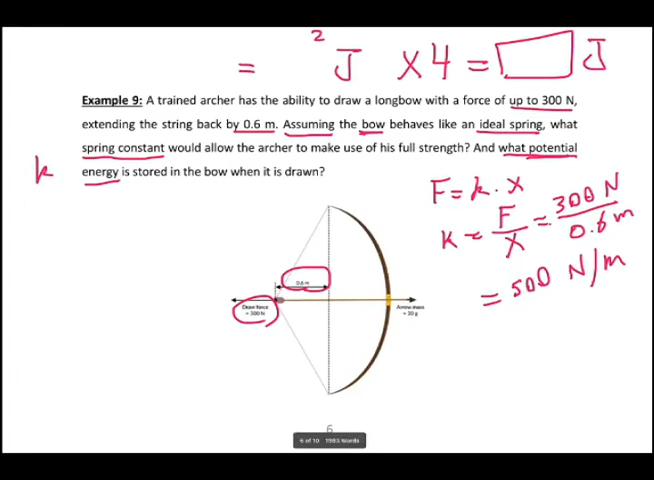 = 2 J × 4 = J
Example 9: A trained archer has the ability to draw a longbow with a force of up to 300 N,
extending the string back by 0.6 m. Assuming the bow behaves like an ideal spring, what
spring constant would allow the archer to make use of his full strength? And what potential
energy is stored in the bow when it is drawn?
k
F = k . x
K = F/X = 300 N/0.6 m
= 500 N/m
0.6 m
Draw force
= 300 N
Arrow mass
= 20 g
6
6 of 10 1983 Words